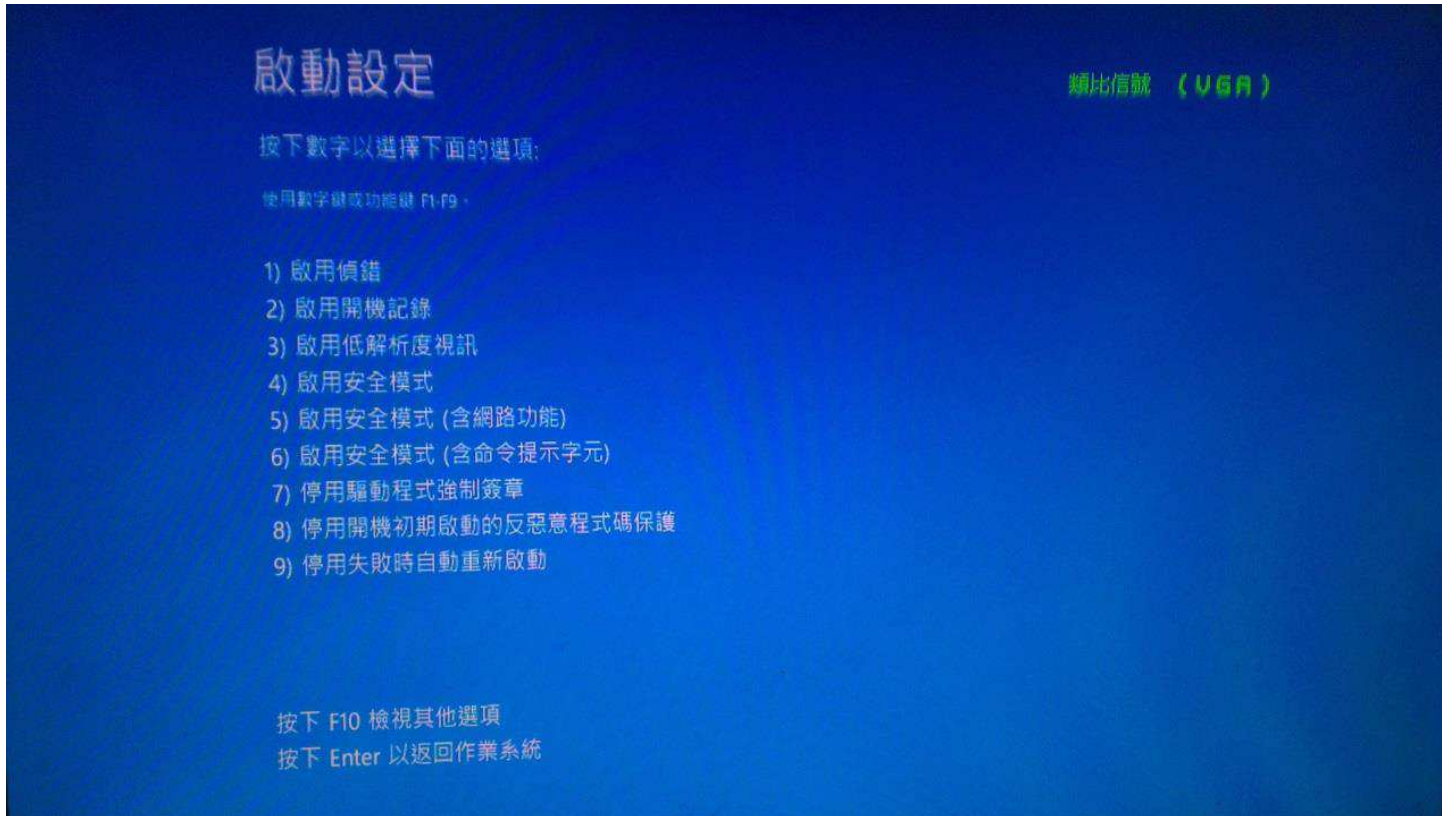 啟動設定
類比信號 (VGA)
按下數字以選擇下面的選項:
使用數字鍵或功能鍵 F1-F9。
1) 啟用偵錯
2) 啟用開機記錄
3) 啟用低解析度視訊
4) 啟用安全模式
5) 啟用安全模式 (含網路功能)
6) 啟用安全模式 (含命令提示字元)
7) 停用驅動程式強制簽章
8) 停用開機初期啟動的反惡意程式碼保護
9) 停用失敗時自動重新啟動
按下 F10 檢視其他選項
按下 Enter 以返回作業系統